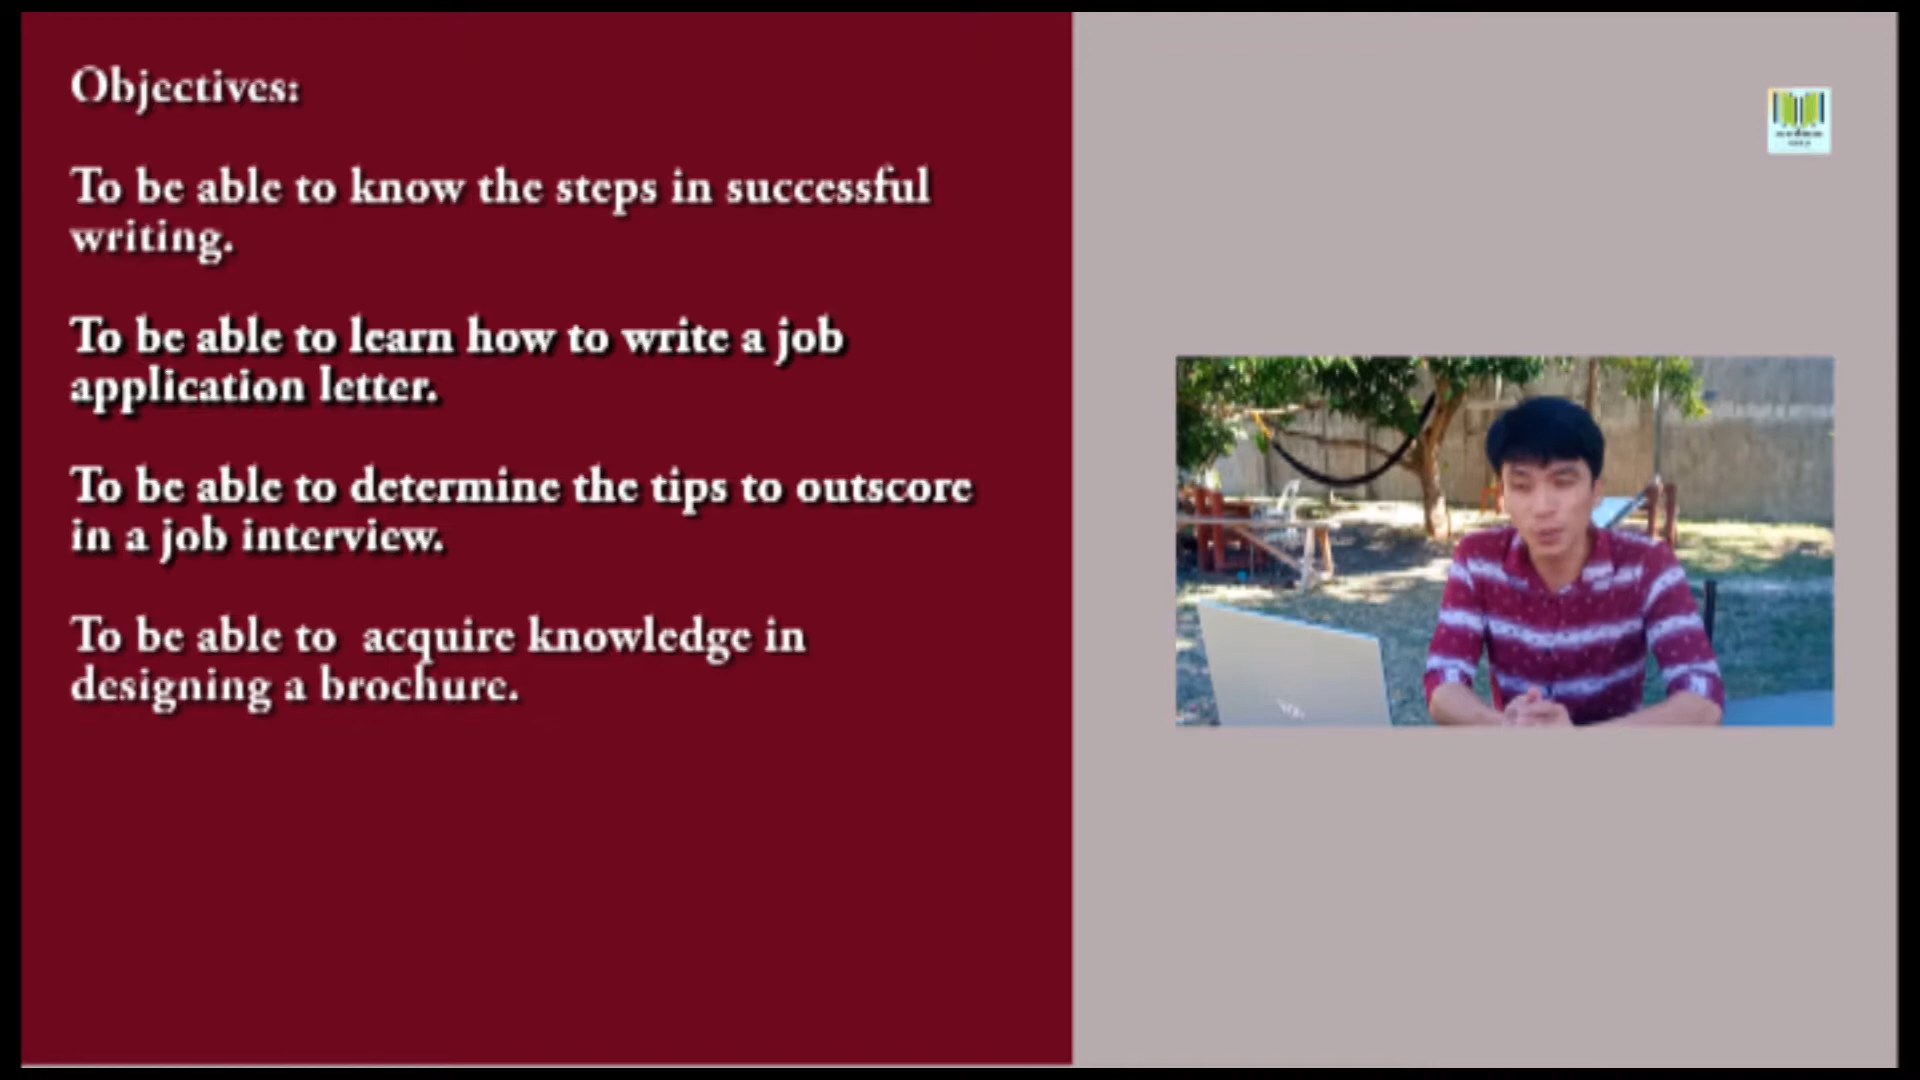 Objectives:
To be able to know the steps in successful
writing.
To be able to learn how to write a job
application letter.
To be able to determine the tips to outscore
in a job interview.
To be able to  acquire knowledge in
designing a brochure.